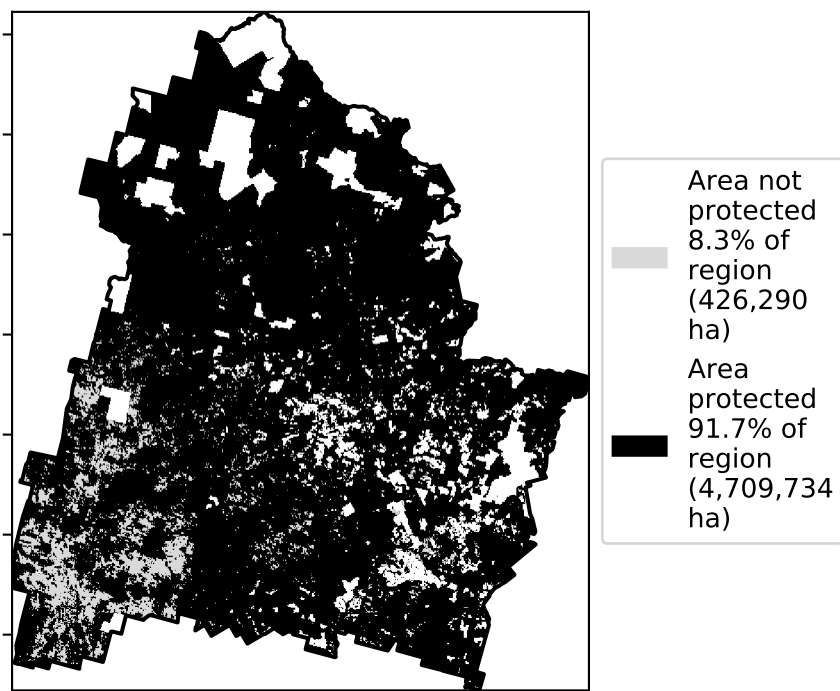 Area not
protected
8.3% of
region
(426,290
ha)
Area
protected
91.7% of
region
(4,709,734
ha)